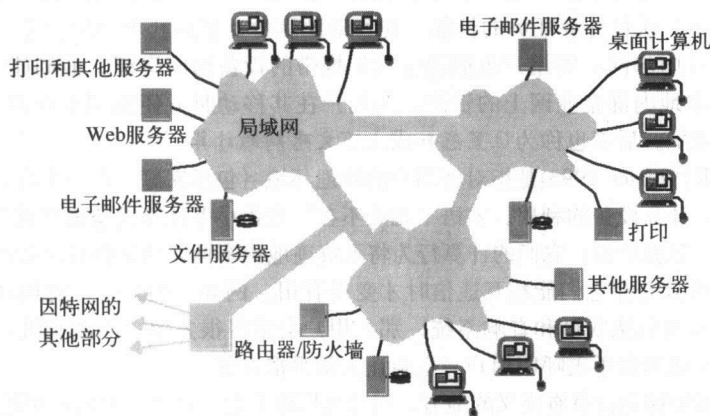 电子邮件服务器
桌面计算机
打印和其他服务器
局域网
Web服务器
电子邮件服务器
打印
文件服务器
其他服务器
因特网的
其他部分
路由器/防火墙